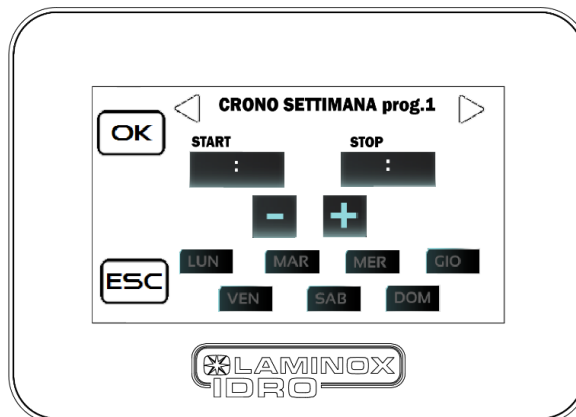 CRONO SETTIMANA prog.1
OK
START STOP
: :
- +
LUN MAR MER GIO
ESC
VEN SAB DOM
LAMINOX
IDRO